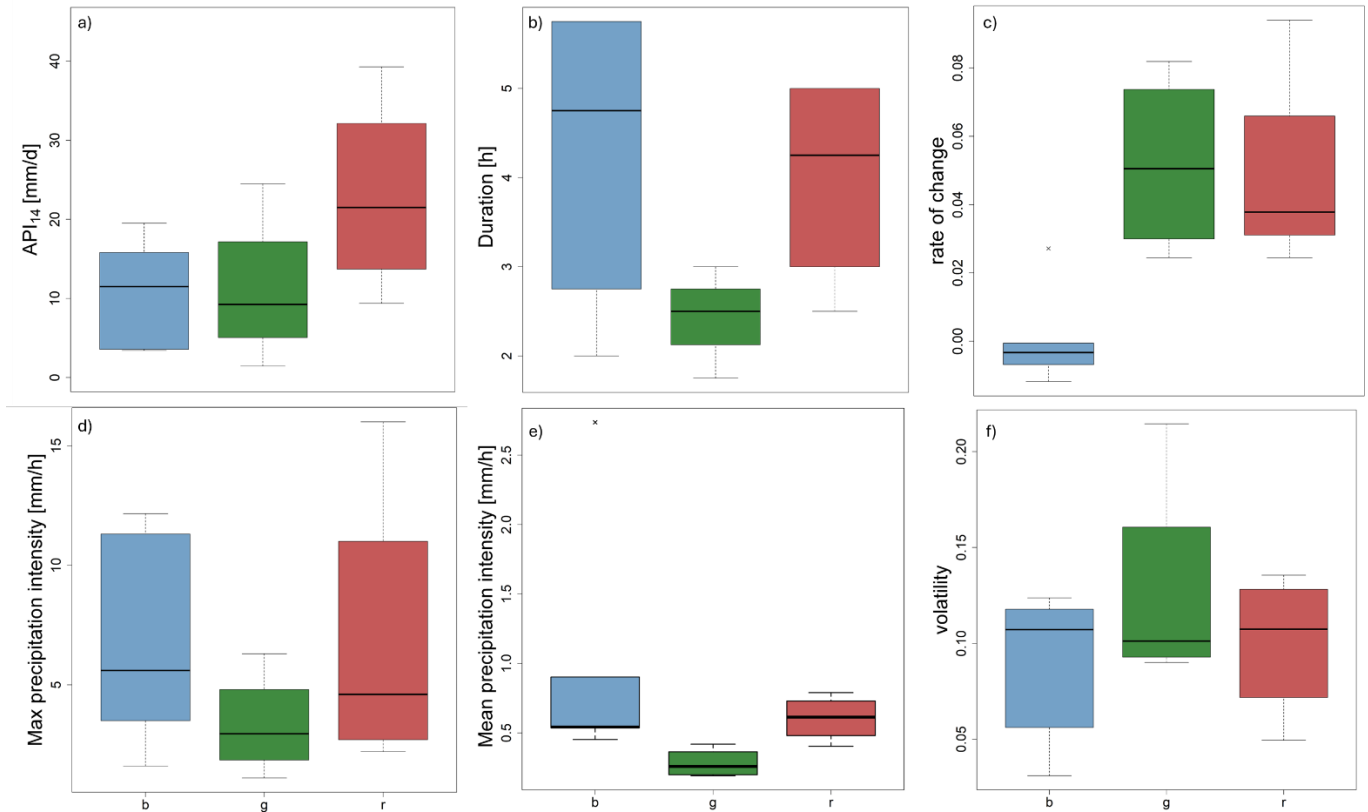 a)
API14 [mm/d]
40
30
20
10
0
b)
Duration [h]
5
4
3
2
c)
rate of change
0.08
0.06
0.04
0.02
0.00
×
d)
Max precipitation intensity [mm/h]
15
10
5
b g r
e)
Mean precipitation intensity [mm/h]
2.5
2.0
1.5
1.0
0.5
×
b g r
f)
volatility
0.20
0.15
0.10
0.05
b g r